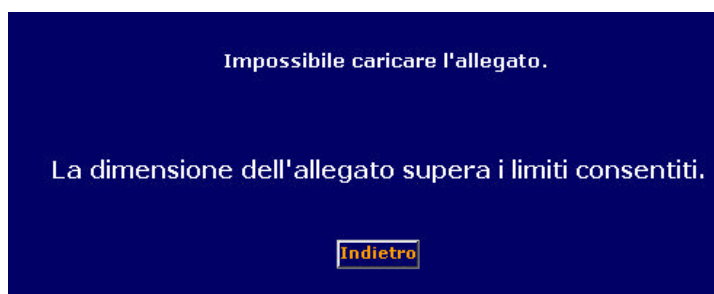 Impossibile caricare l'allegato.
La dimensione dell'allegato supera i limiti consentiti.
Indietro